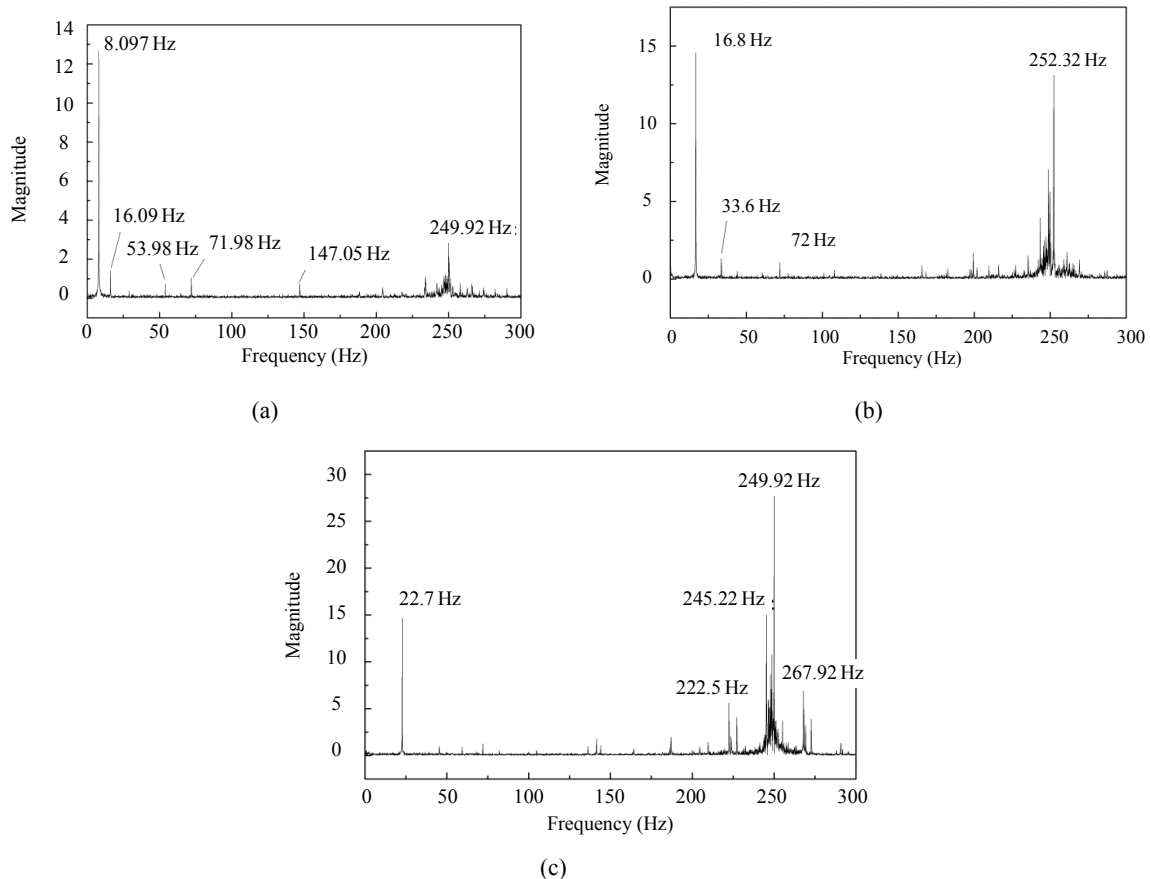 14
12
10
8
6
4
2
0
Magnitude
8.097 Hz
16.09 Hz
53.98 Hz
71.98 Hz
147.05 Hz
249.92 Hz
0 50 100 150 200 250 300
Frequency (Hz)
(a)
15
10
5
0
Magnitude
16.8 Hz
252.32 Hz
33.6 Hz
72 Hz
0 50 100 150 200 250 300
Frequency (Hz)
(b)
30
25
20
15
10
5
0
Magnitude
249.92 Hz
22.7 Hz
245.22 Hz
222.5 Hz
267.92 Hz
0 50 100 150 200 250 300
Frequency (Hz)
(c)